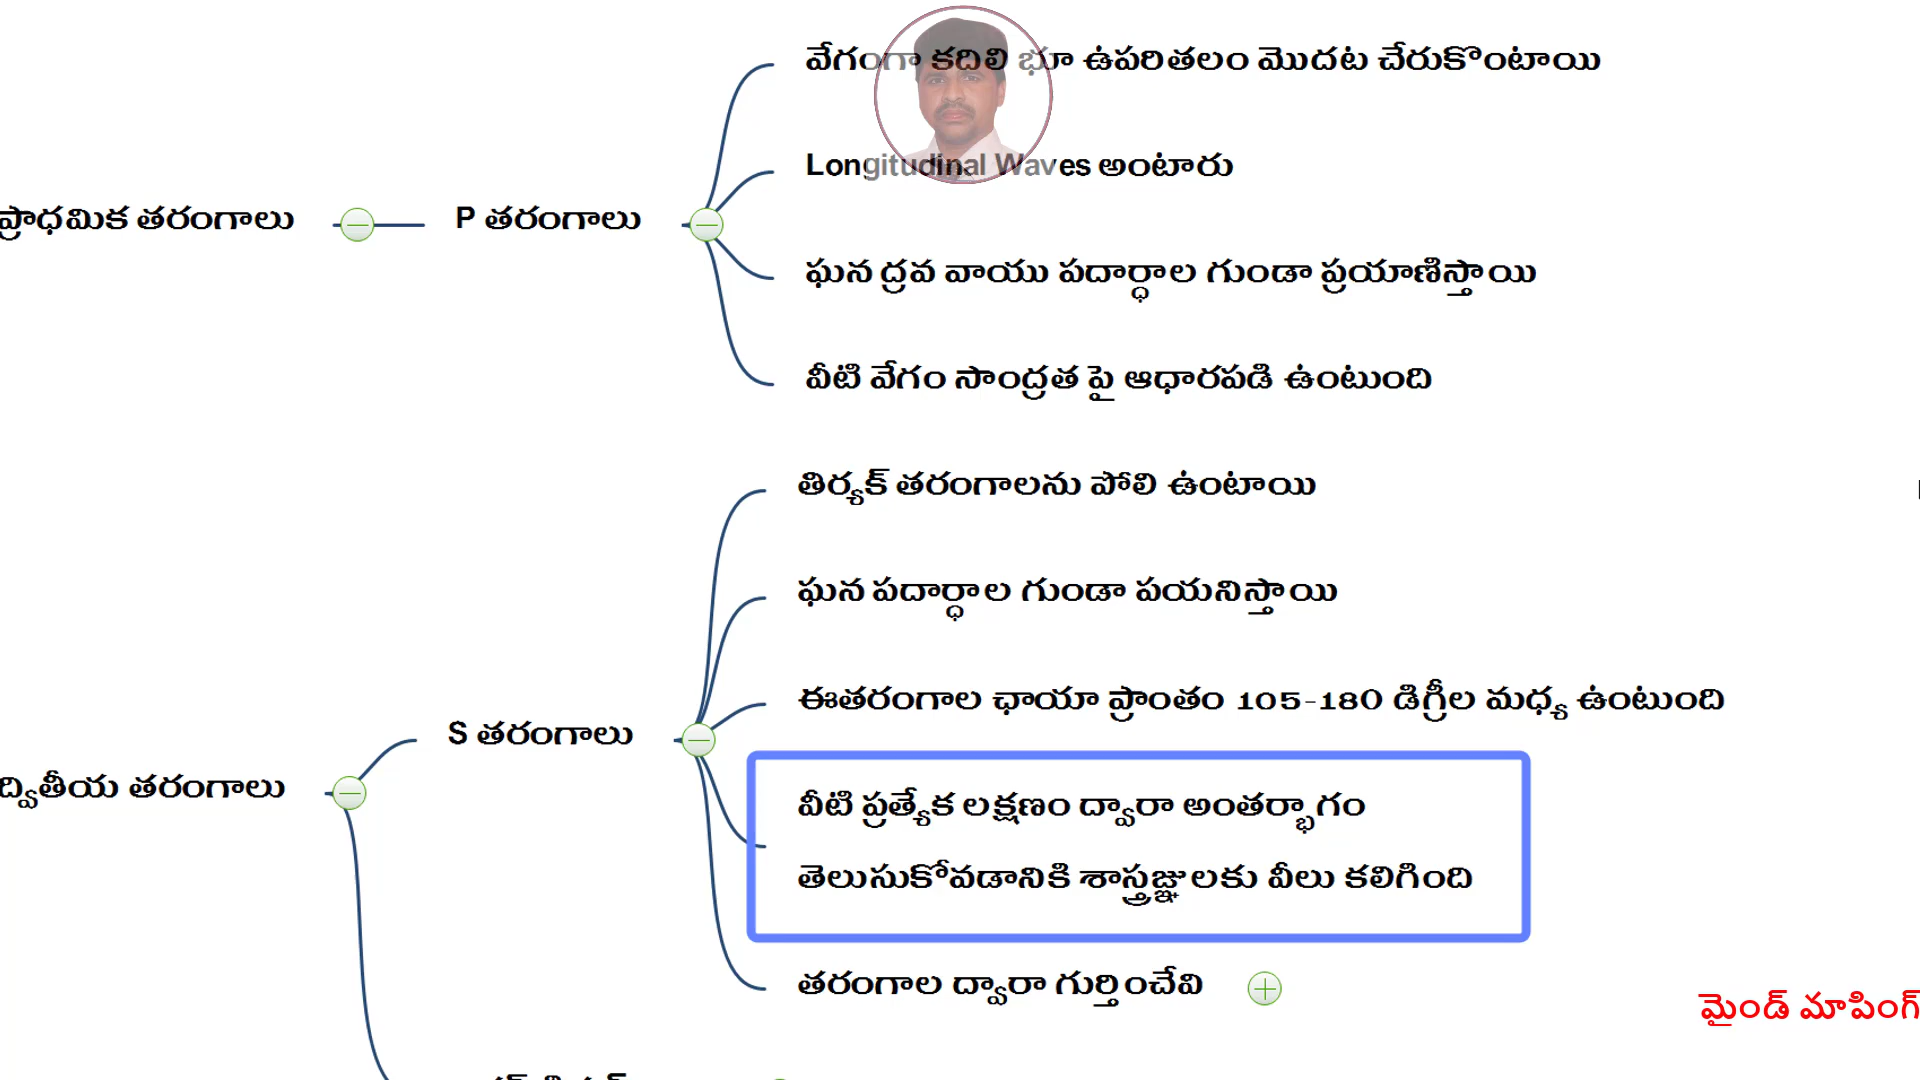 వేగంగా కదిలి భూ ఉపరితలం మొదట చేరుకొంటాయి
Longitudinal Waves అంటారు
ప్రాధమిక తరంగాలు
P తరంగాలు
ఘన ద్రవ వాయు పదార్ధాల గుండా ప్రయాణిస్తాయి
వీటి వేగం సాంద్రత పై ఆధారపడి ఉంటుంది
తిర్యక్ తరంగాలను పోలి ఉంటాయి
ఘన పదార్ధాల గుండా పయనిస్తాయి
ఈతరంగాల ఛాయా ప్రాంతం 105-180 డిగ్రీల మధ్య ఉంటుంది
S తరంగాలు
ద్వితీయ తరంగాలు
వీటి ప్రత్యేక లక్షణం ద్వారా అంతర్భాగం
తెలుసుకోవడానికి శాస్త్రజ్ఞులకు వీలు కలిగింది
తరంగాల ద్వారా గుర్తించేవి
మైండ్ మాపింగ్